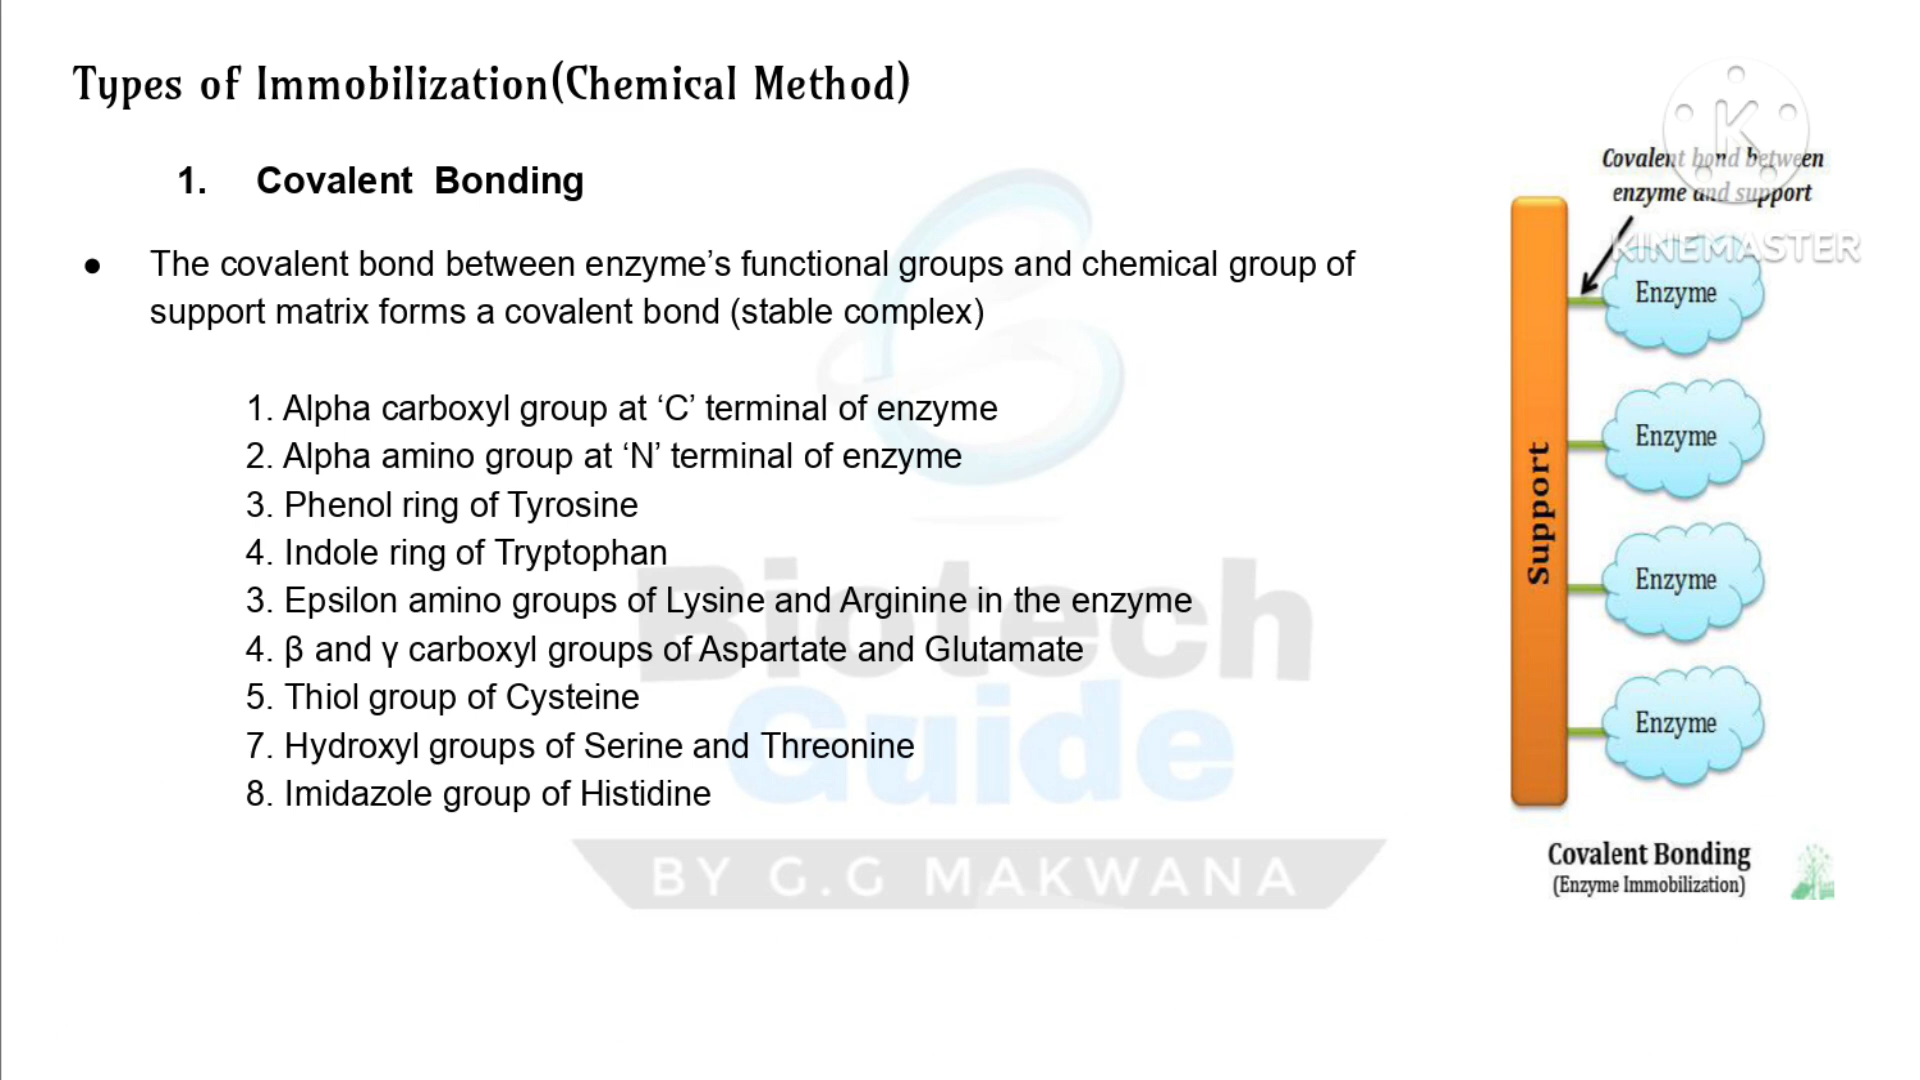 Types of Immobilization(Chemical Method)
1. Covalent Bonding
● The covalent bond between enzyme’s functional groups and chemical group of
support matrix forms a covalent bond (stable complex)
1. Alpha carboxyl group at ‘C’ terminal of enzyme
2. Alpha amino group at ‘N’ terminal of enzyme
3. Phenol ring of Tyrosine
4. Indole ring of Tryptophan
3. Epsilon amino groups of Lysine and Arginine in the enzyme
4. β and γ carboxyl groups of Aspartate and Glutamate
5. Thiol group of Cysteine
7. Hydroxyl groups of Serine and Threonine
8. Imidazole group of Histidine
Biotech
Guide
BY G.G MAKWANA
K
Covalent bond between
enzyme and support
KINEMASTER
Support
Enzyme
Enzyme
Enzyme
Enzyme
Covalent Bonding
(Enzyme Immobilization)